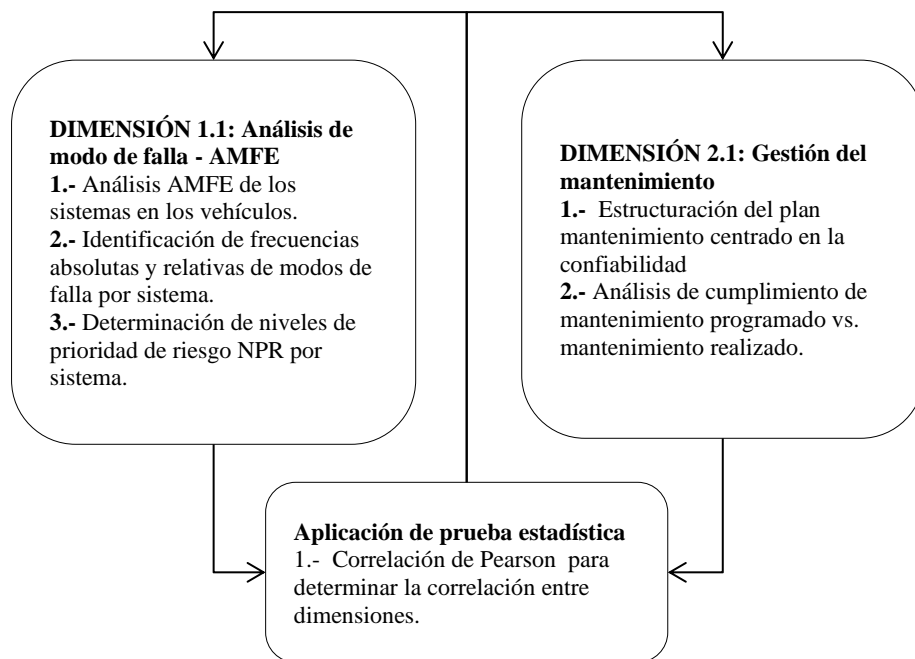 DIMENSIÓN 1.1: Análisis de
modo de falla - AMFE
1.- Análisis AMFE de los
sistemas en los vehículos.
2.- Identificación de frecuencias
absolutas y relativas de modos de
falla por sistema.
3.- Determinación de niveles de
prioridad de riesgo NPR por
sistema.
DIMENSIÓN 2.1: Gestión del
mantenimiento
1.- Estructuración del plan
mantenimiento centrado en la
confiabilidad
2.- Análisis de cumplimiento de
mantenimiento programado vs.
mantenimiento realizado.
Aplicación de prueba estadística
1.- Correlación de Pearson para
determinar la correlación entre
dimensiones.